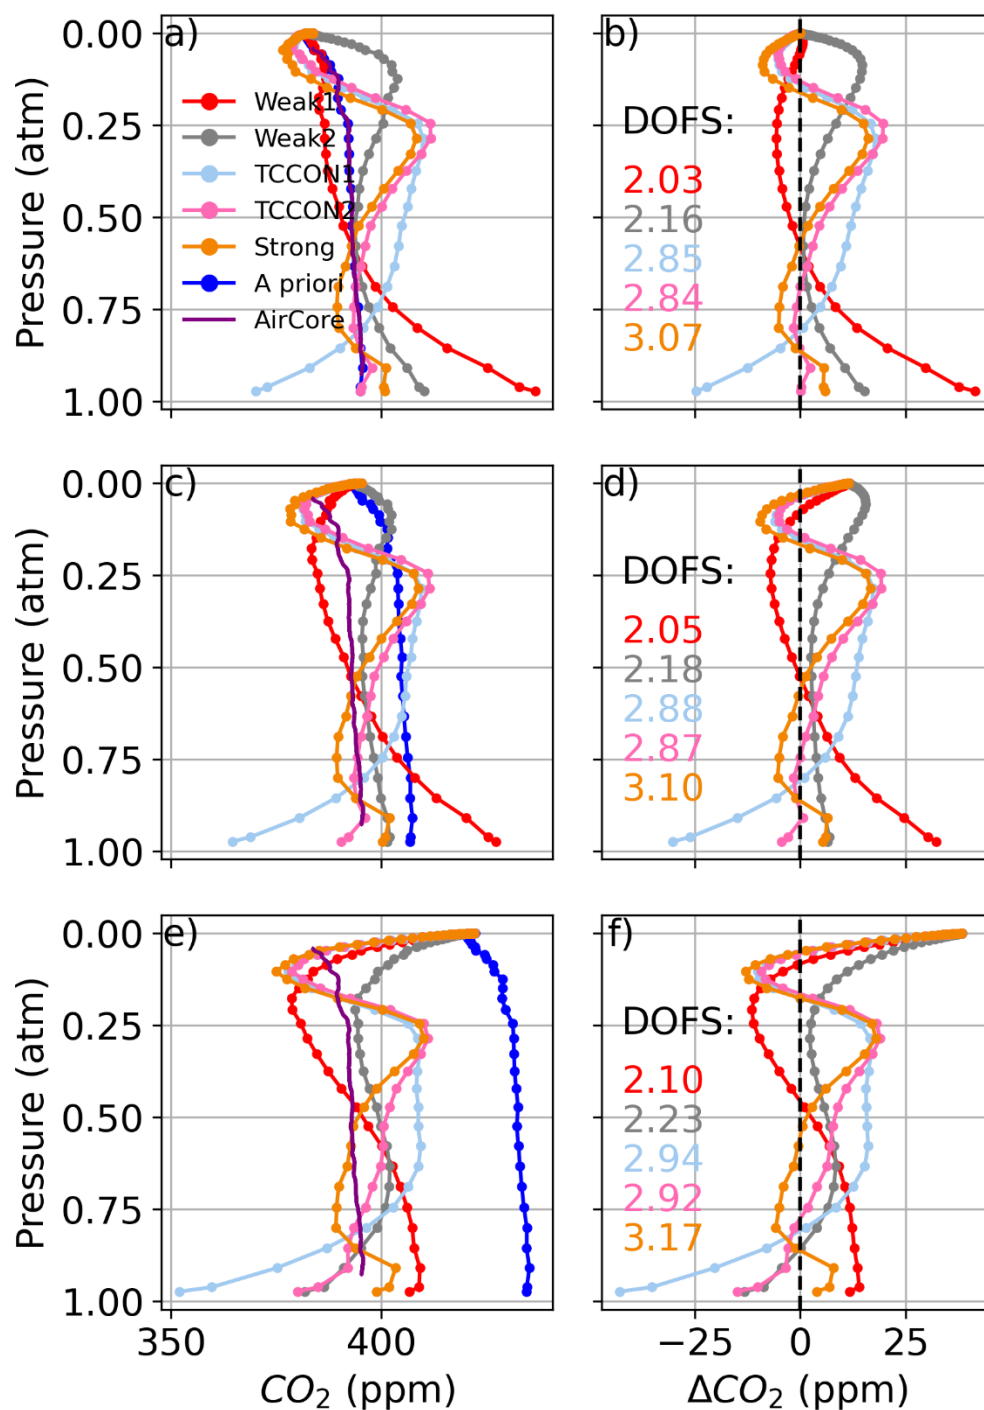 a)
Weak1
Weak2
TCCON1
TCCON2
Strong
A priori
AirCore
0.00
0.25
0.50
0.75
1.00
Pressure (atm)
b)
DOFS:
2.03
2.16
2.85
2.84
3.07
c)
0.00
0.25
0.50
0.75
1.00
Pressure (atm)
d)
DOFS:
2.05
2.18
2.88
2.87
3.10
e)
0.00
0.25
0.50
0.75
1.00
Pressure (atm)
350
400
CO₂ (ppm)
f)
DOFS:
2.10
2.23
2.94
2.92
3.17
−25
0
25
ΔCO₂ (ppm)